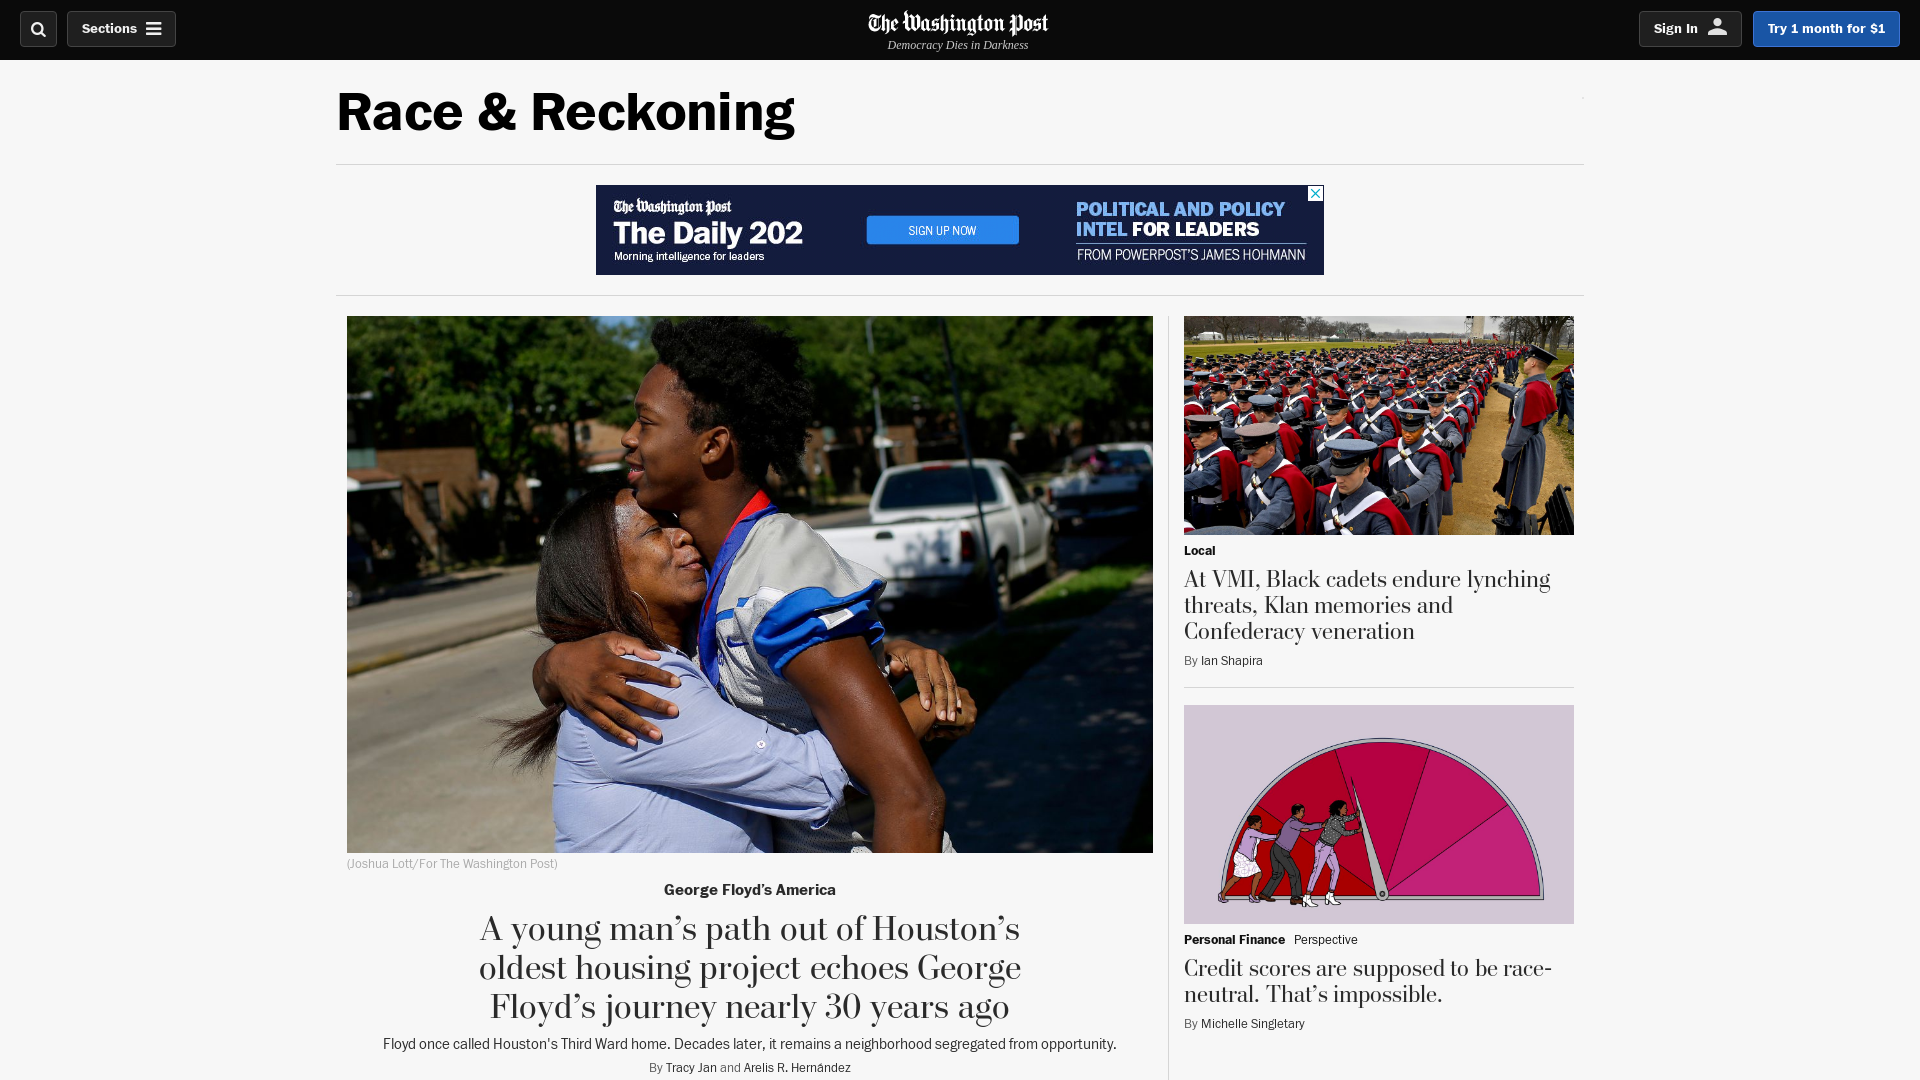 Sections
The Washington Post
Democracy Dies in Darkness
Sign In
Try 1 month for $1
Race & Reckoning
The Washington Post
The Daily 202
Morning intelligence for leaders
SIGN UP NOW
POLITICAL AND POLICY
INTEL FOR LEADERS
FROM POWERPOST'S JAMES HOHMANN
(Joshua Lott/For The Washington Post)
George Floyd’s America
A young man’s path out of Houston’s
oldest housing project echoes George
Floyd’s journey nearly 30 years ago
Floyd once called Houston's Third Ward home. Decades later, it remains a neighborhood segregated from opportunity.
By Tracy Jan and Arelis R. Hernández
Local
At VMI, Black cadets endure lynching
threats, Klan memories and
Confederacy veneration
By Ian Shapira
Personal Finance Perspective
Credit scores are supposed to be race-
neutral. That’s impossible.
By Michelle Singletary